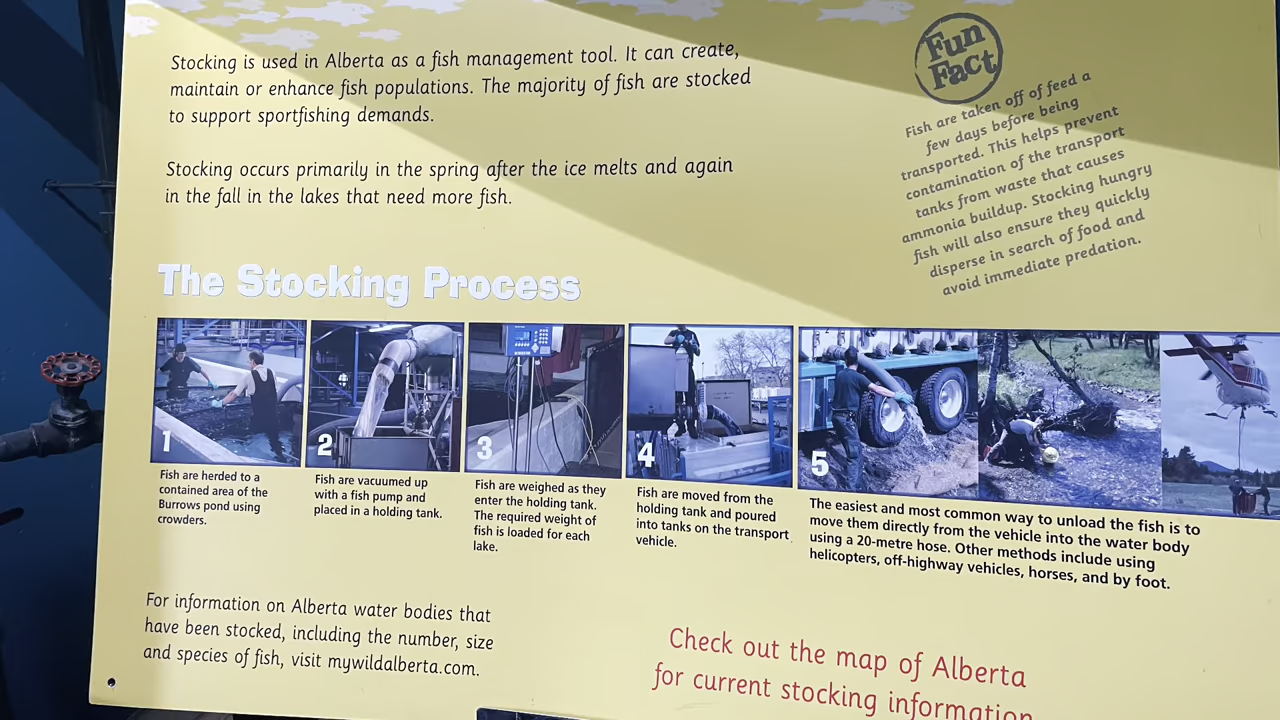 Stocking is used in Alberta as a fish management tool. It can create,
maintain or enhance fish populations. The majority of fish are stocked
to support sportfishing demands.
Stocking occurs primarily in the spring after the ice melts and again
in the fall in the lakes that need more fish.
Fun
Fact
Fish are taken off of feed a
few days before being
transported. This helps prevent
contamination of the transport
tanks from waste that causes
ammonia buildup. Stocking hungry
fish will also ensure they quickly
disperse in search of food and
avoid immediate predation.
The Stocking Process
1
Fish are herded to a
contained area of the
Burrows pond using
crowders.
2
Fish are vacuumed up
with a fish pump and
placed in a holding tank.
3
Fish are weighed as they
enter the holding tank.
The required weight of
fish is loaded for each
lake.
4
Fish are moved from the
holding tank and poured
into tanks on the transport
vehicle.
5
The easiest and most common way to unload the fish is to
move them directly from the vehicle into the water body
using a 20-metre hose. Other methods include using
helicopters, off-highway vehicles, horses, and by foot.
For information on Alberta water bodies that
have been stocked, including the number, size
and species of fish, visit mywildalberta.com.
Check out the map of Alberta
for current stocking information